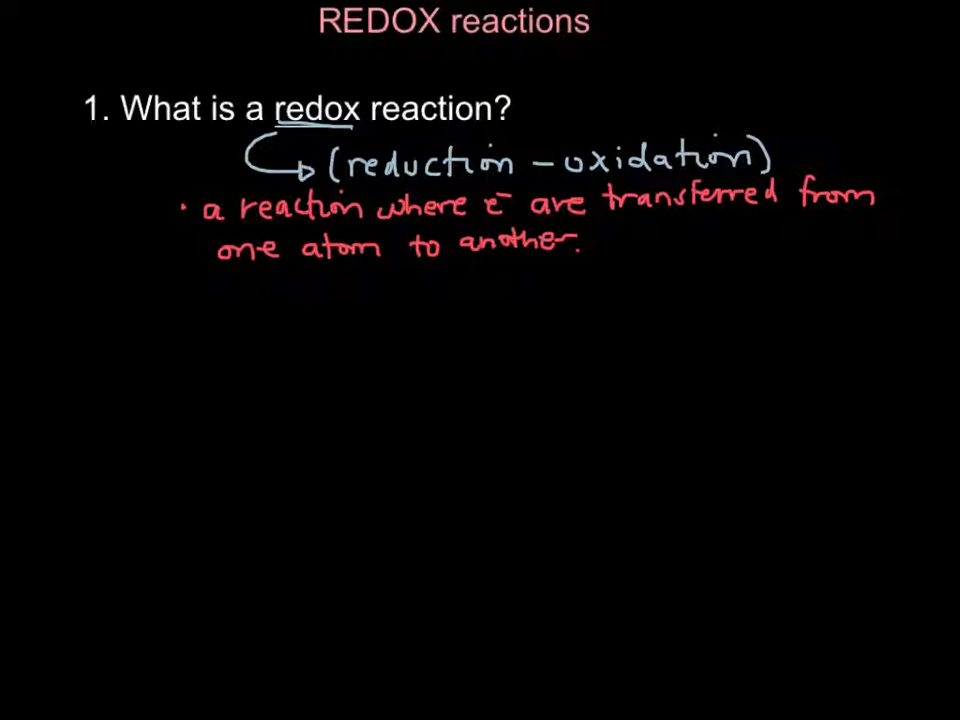 REDOX reactions
1. What is a redox reaction?
(reduction - oxidation)
• a reaction where e⁻ are transferred from
one atom to another.